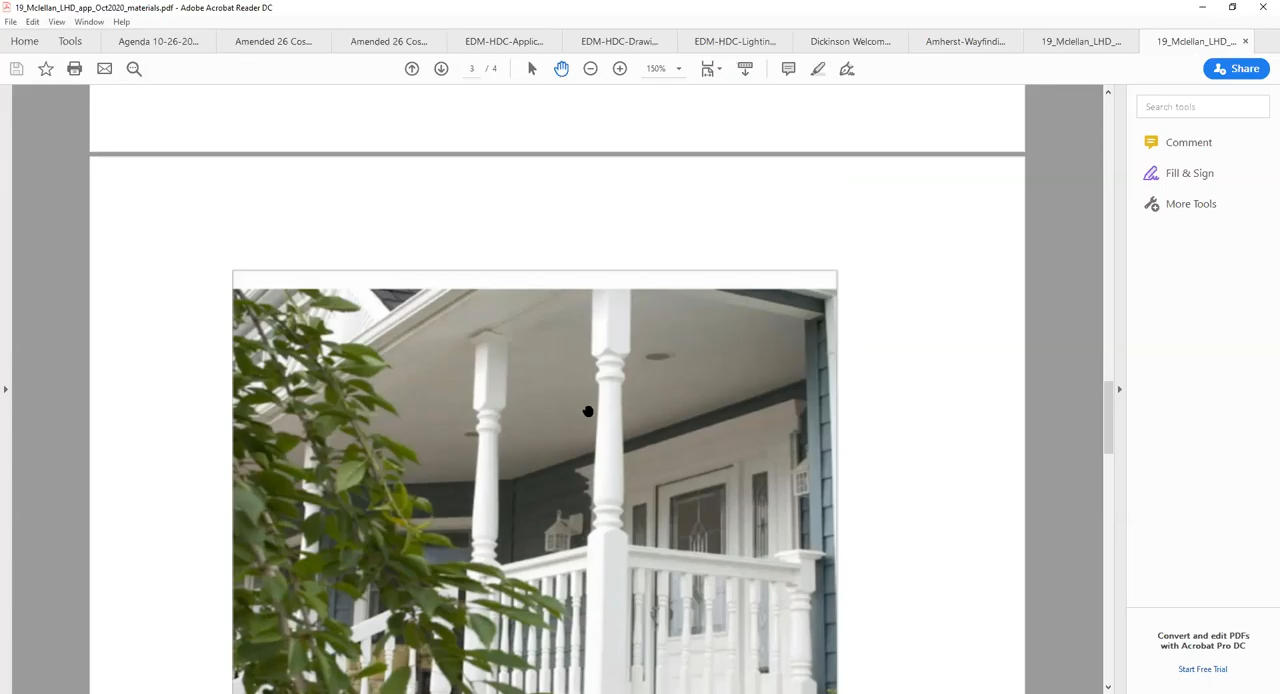 19_Mclellan_LHD_app_Oct2020_materials.pdf - Adobe Acrobat Reader DC
File Edit View Window Help
Home Tools Agenda 10-26-20... Amended 26 Cos... Amended 26 Cos... EDM-HDC-Applic... EDM-HDC-Drawi... EDM-HDC-Lightin... Dickinson Welcom... Amherst-Wayfindi... 19_Mclellan_LHD_... 19_Mclellan_LHD_...
3 / 4 150% Share
Search tools
Comment
Fill & Sign
More Tools
Convert and edit PDFs
with Acrobat Pro DC
Start Free Trial